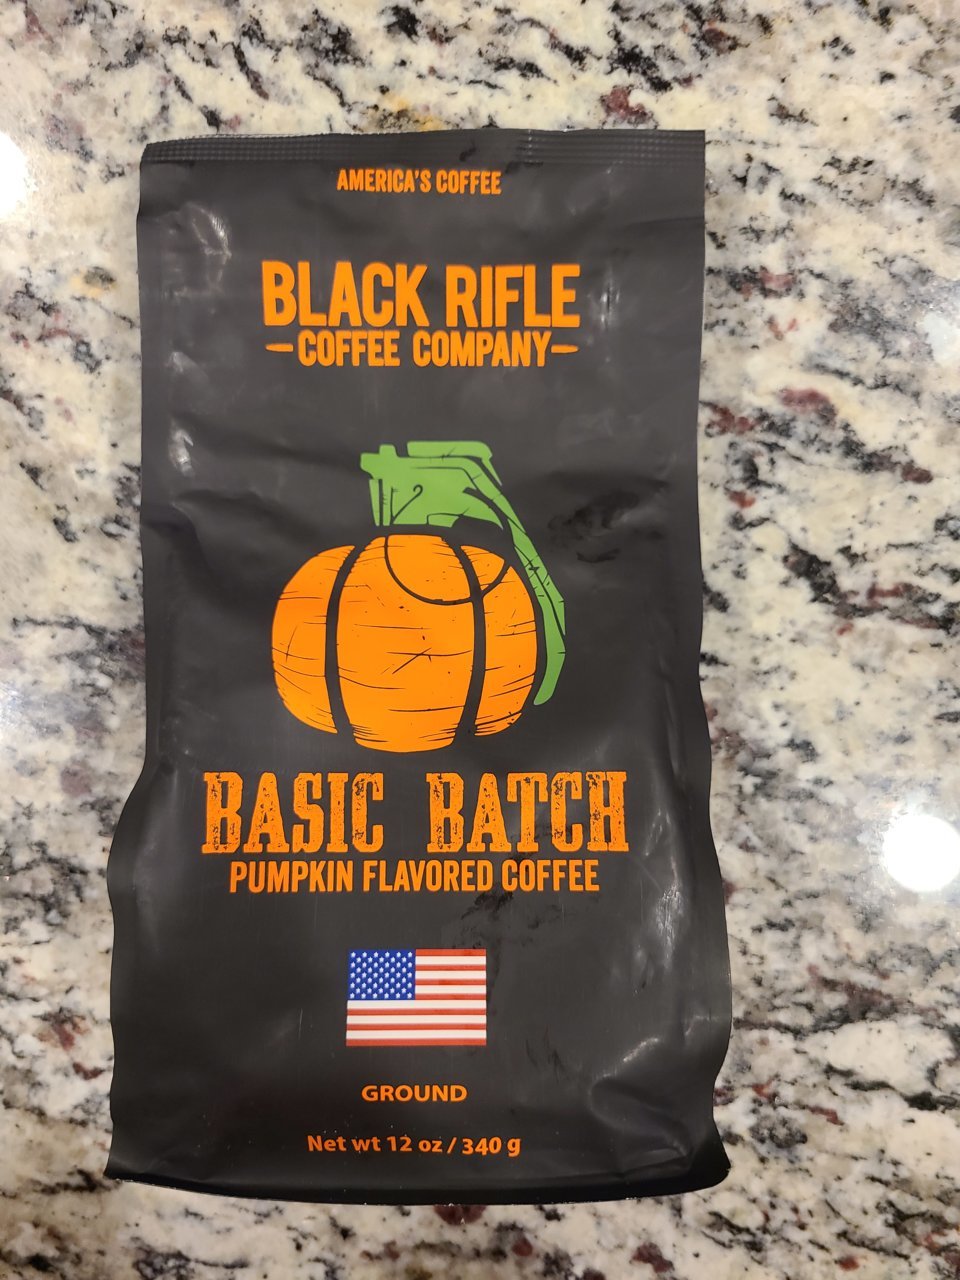 AMERICA'S COFFEE
BLACK RIFLE
-COFFEE COMPANY-
BASIC BATCH
PUMPKIN FLAVORED COFFEE
GROUND
Net wt 12 oz / 340 g